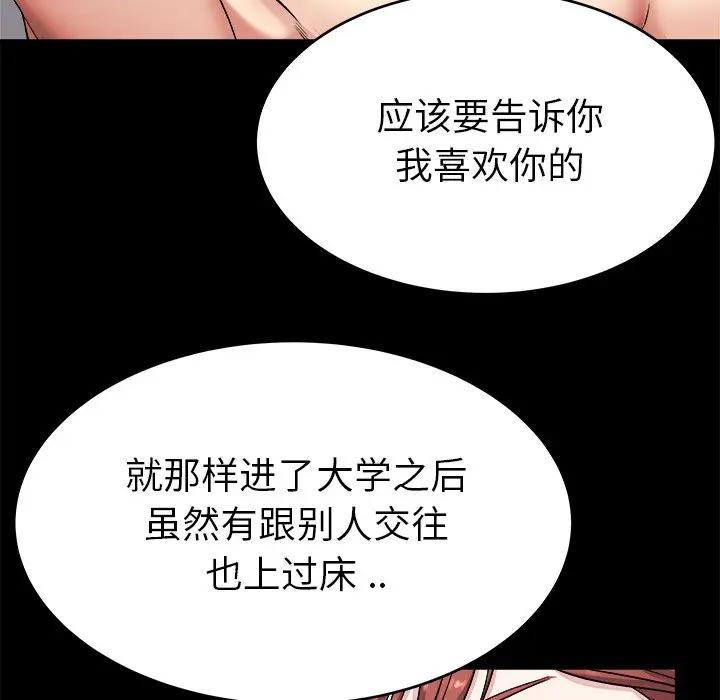 应该要告诉你
我喜欢你的
就那样进了大学之后
虽然有跟别人交往
也上过床 ..